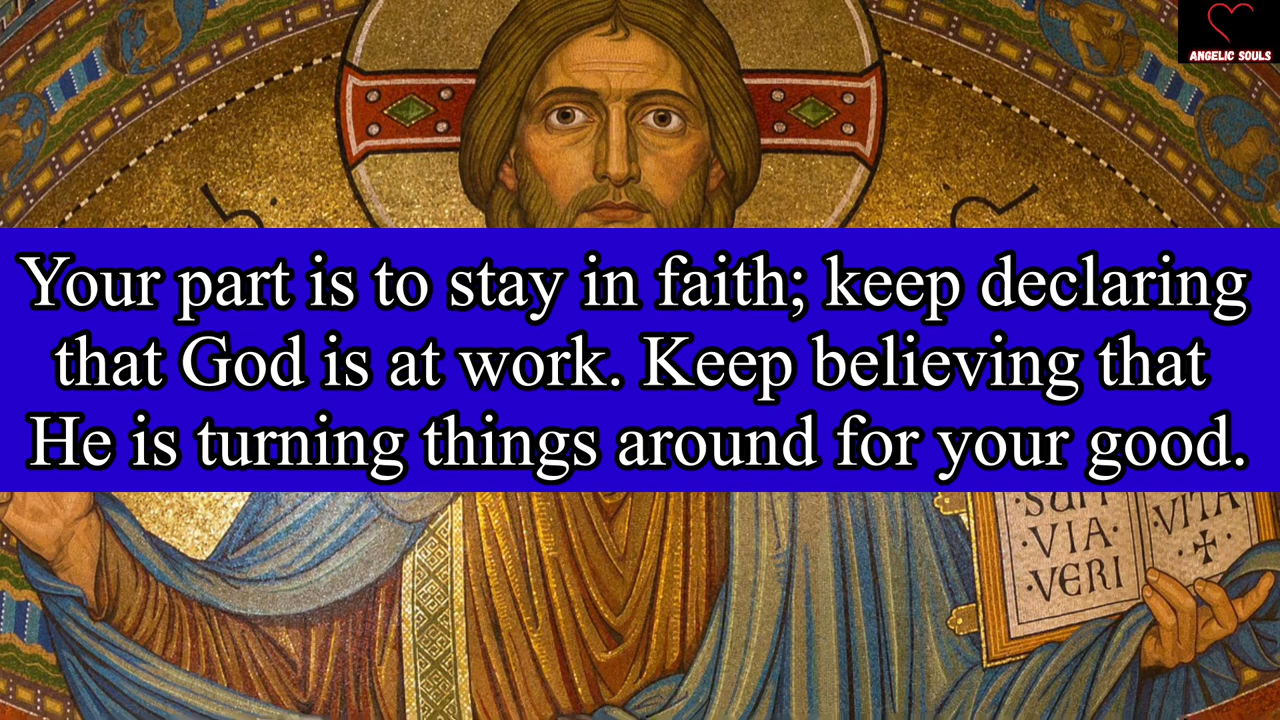 ANGELIC SOULS
Your part is to stay in faith; keep declaring
that God is at work. Keep believing that
He is turning things around for your good.
·VIA·
·VERI
·VITA